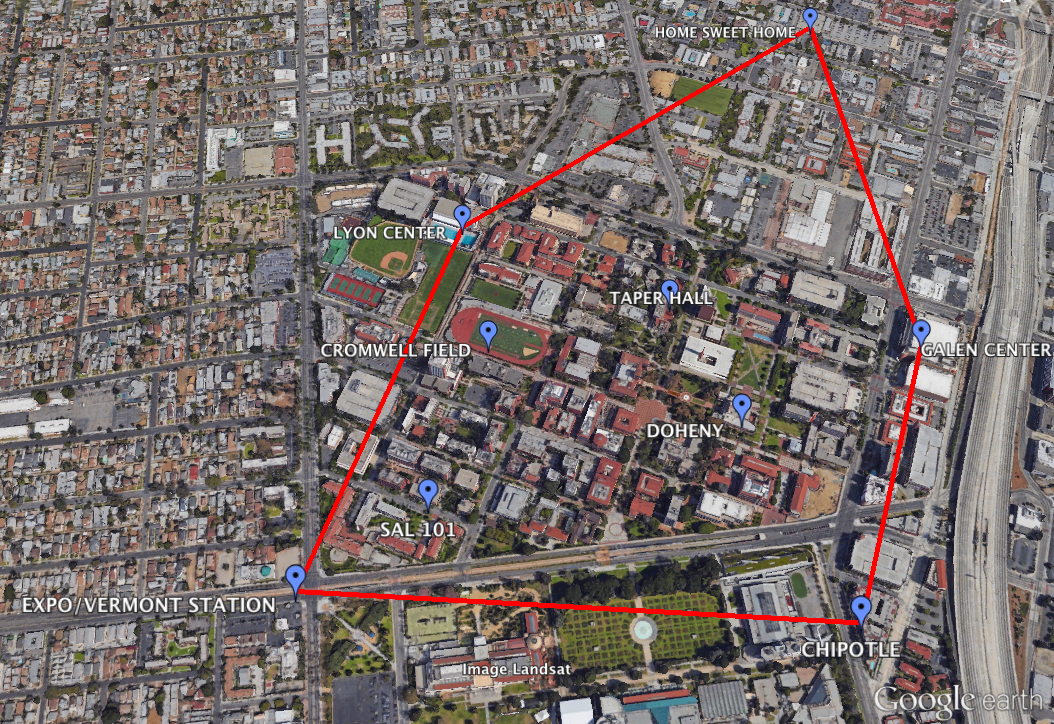 HOME SWEET HOME
LYON CENTER
TAPER HALL
CROMWELL FIELD
GALEN CENTER
DOHENY
SAL 101
EXPO/VERMONT STATION
CHIPOTLE
Image Landsat
Google earth